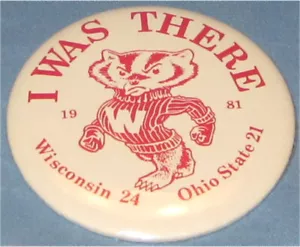 I WAS THERE
19 81
Wisconsin 24
Ohio State 21